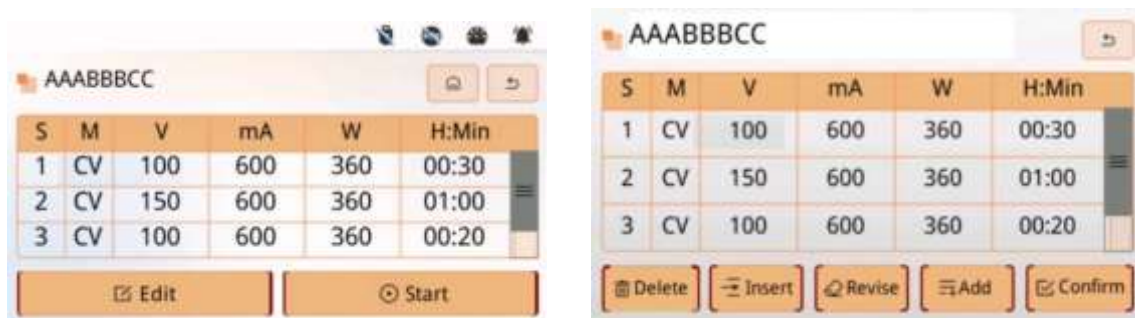 AAABBBCC
S M V mA W H:Min
1 CV 100 600 360 00:30
2 CV 150 600 360 01:00
3 CV 100 600 360 00:20
Edit Start
AAABBBCC
S M V mA W H:Min
1 CV 100 600 360 00:30
2 CV 150 600 360 01:00
3 CV 100 600 360 00:20
Delete Insert Revise Add Confirm